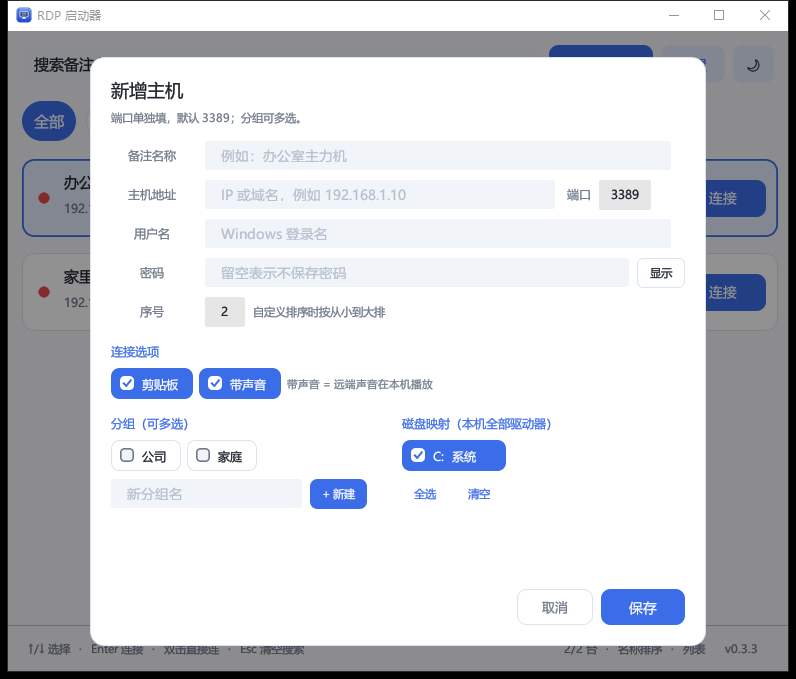 RDP 启动器
搜索备注
全部
办公
192.
连接
家里
192.
连接
新增主机
端口单独填，默认 3389；分组可多选。
备注名称 例如：办公室主力机
主机地址 IP 或域名，例如 192.168.1.10 端口 3389
用户名 Windows 登录名
密码 留空表示不保存密码 显示
序号 2 自定义排序时按从小到大排
连接选项
剪贴板 带声音 带声音 = 远端声音在本机播放
分组（可多选） 磁盘映射（本机全部驱动器）
公司 家庭 C: 系统
新分组名 + 新建 全选 清空
取消 保存
↑/↓ 选择 · Enter 连接 · 双击直接连 · Esc 清空搜索 2/2 台 · 名称排序 · 列表 v0.3.3